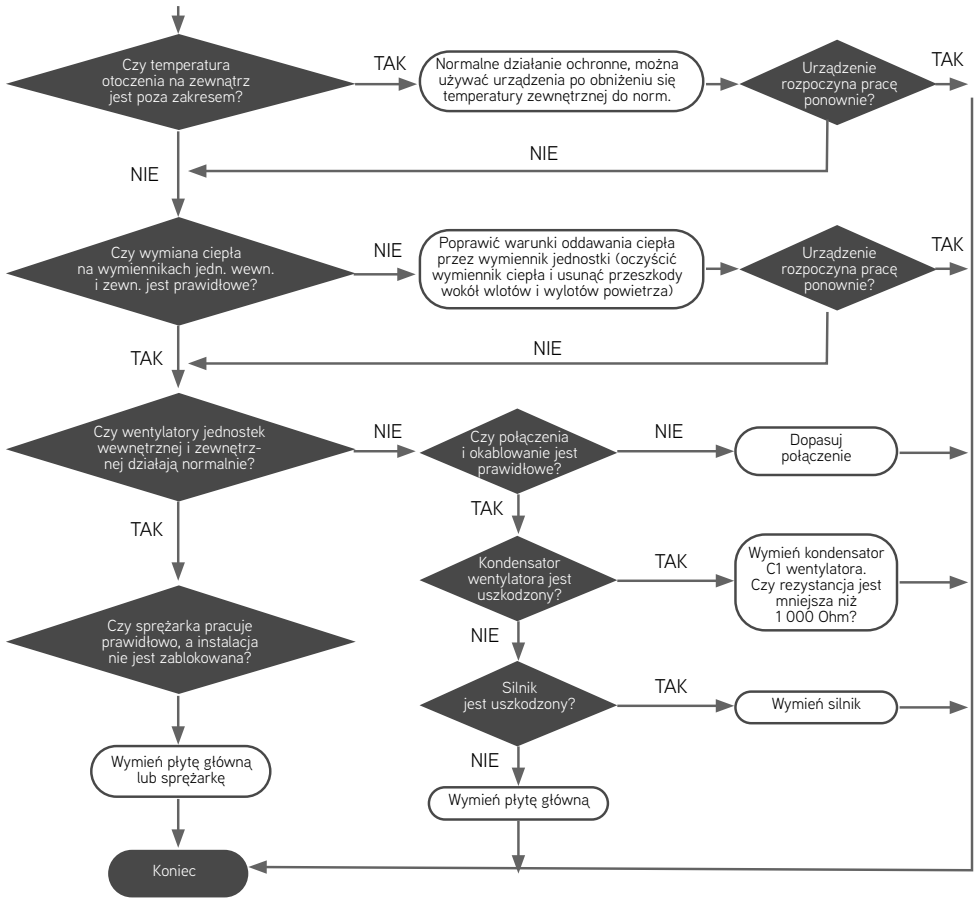 Czy temperatura
otoczenia na zewnątrz
jest poza zakresem?
TAK
Normalne działanie ochronne, można
używać urządzenia po obniżeniu się
temperatury zewnętrznej do norm.
Urządzenie
rozpoczyna pracę
ponownie?
TAK
NIE
NIE
Czy wymiana ciepła
na wymiennikach jedn. wewn.
i zewn. jest prawidłowe?
NIE
Poprawić warunki oddawania ciepła
przez wymiennik jednostki (oczyścić
wymiennik ciepła i usunąć przeszkody
wokół wlotów i wylotów powietrza)
Urządzenie
rozpoczyna pracę
ponownie?
TAK
NIE
TAK
Czy wentylatory jednostek
wewnętrznej i zewnętrz-
nej działają normalnie?
NIE
Czy połączenia
i okablowanie jest
prawidłowe?
NIE
Dopasuj
połączenie
TAK
TAK
Kondensator
wentylatora jest
uszkodzony?
TAK
Wymień kondensator
C1 wentylatora.
Czy rezystancja jest
mniejsza niż
1 000 Ohm?
Czy sprężarka pracuje
prawidłowo, a instalacja
nie jest zablokowana?
NIE
Silnik
jest uszkodzony?
TAK
Wymień silnik
NIE
Wymień płytę główną
lub sprężarkę
Wymień płytę główną
Koniec